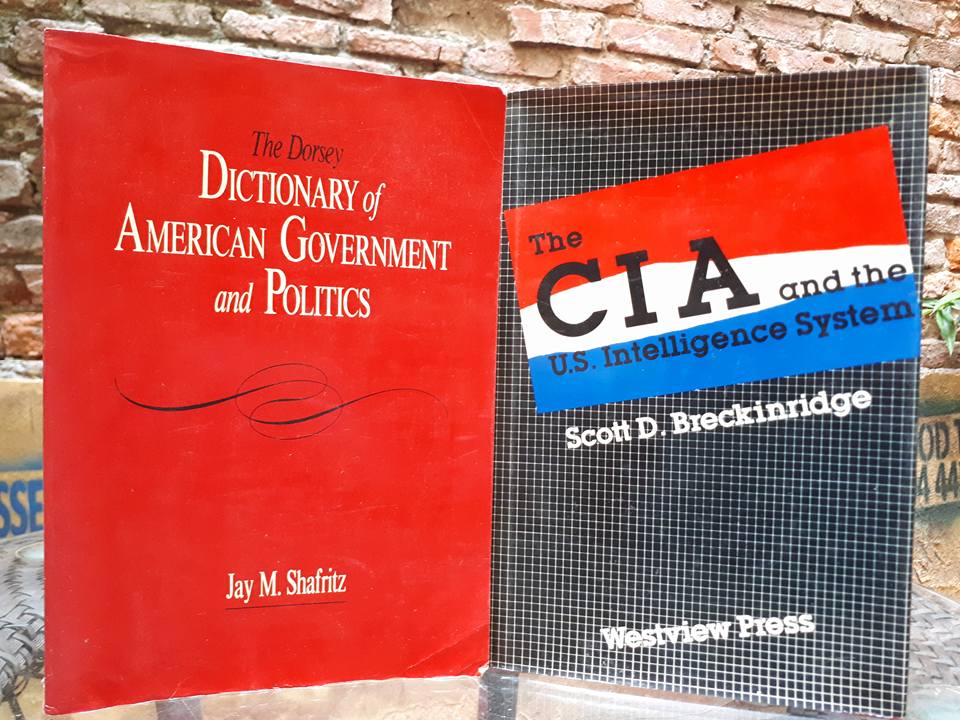 The Dorsey
DICTIONARY of
AMERICAN GOVERNMENT
and POLITICS
Jay M. Shafritz
The
CIA and the
U.S. Intelligence System
Scott D. Breckinridge
Westview Press